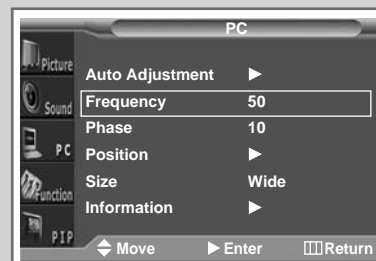 PC
Picture
Sound
PC
Function
PIP
Auto Adjustment
Frequency 50
Phase 10
Position
Size Wide
Information
Move Enter Return